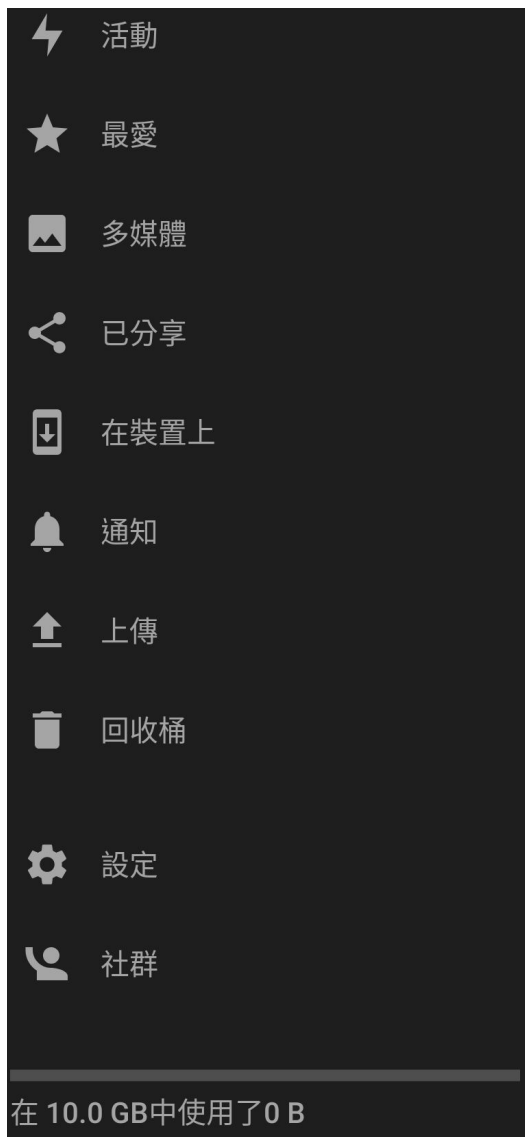 活動
最愛
多媒體
已分享
在裝置上
通知
上傳
回收桶
設定
社群
在 10.0 GB中使用了0 B